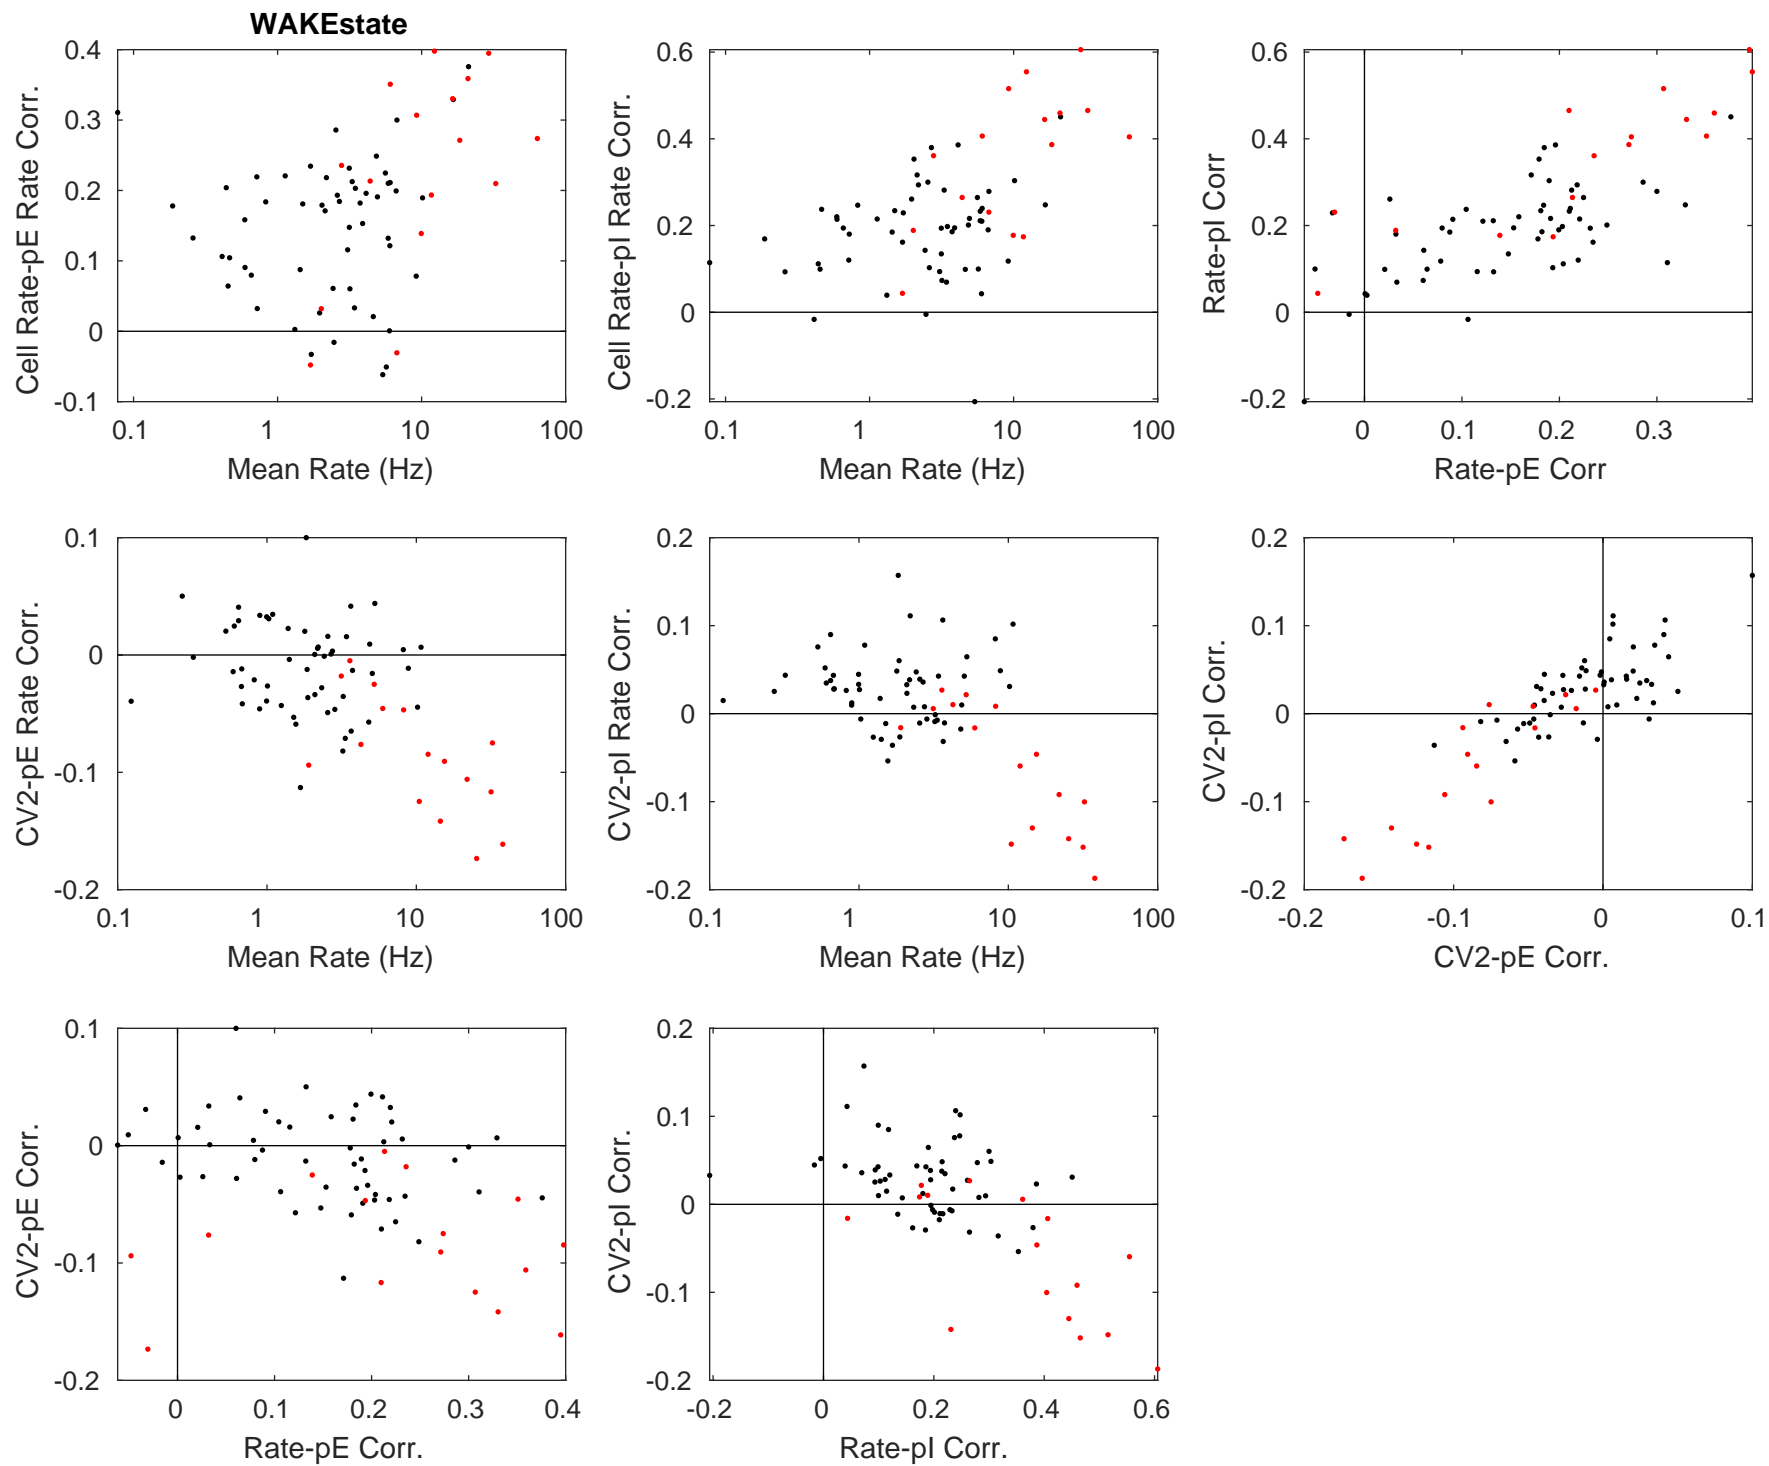 WAKEstate
0.4
0.3
0.2
0.1
0
-0.1
Cell Rate-pE Rate Corr.
0.1 1 10 100
Mean Rate (Hz)
0.6
0.4
0.2
0
-0.2
Cell Rate-pI Rate Corr.
0.1 1 10 100
Mean Rate (Hz)
0.6
0.4
0.2
0
-0.2
Rate-pI Corr
0 0.1 0.2 0.3
Rate-pE Corr
0.1
0
-0.1
-0.2
CV2-pE Rate Corr.
0.1 1 10 100
Mean Rate (Hz)
0.2
0.1
0
-0.1
-0.2
CV2-pI Rate Corr.
0.1 1 10 100
Mean Rate (Hz)
0.2
0.1
0
-0.1
-0.2
CV2-pI Corr.
-0.2 -0.1 0 0.1
CV2-pE Corr.
0.1
0
-0.1
-0.2
CV2-pE Corr.
0 0.1 0.2 0.3 0.4
Rate-pE Corr.
0.2
0.1
0
-0.1
-0.2
CV2-pI Corr.
-0.2 0 0.2 0.4 0.6
Rate-pI Corr.